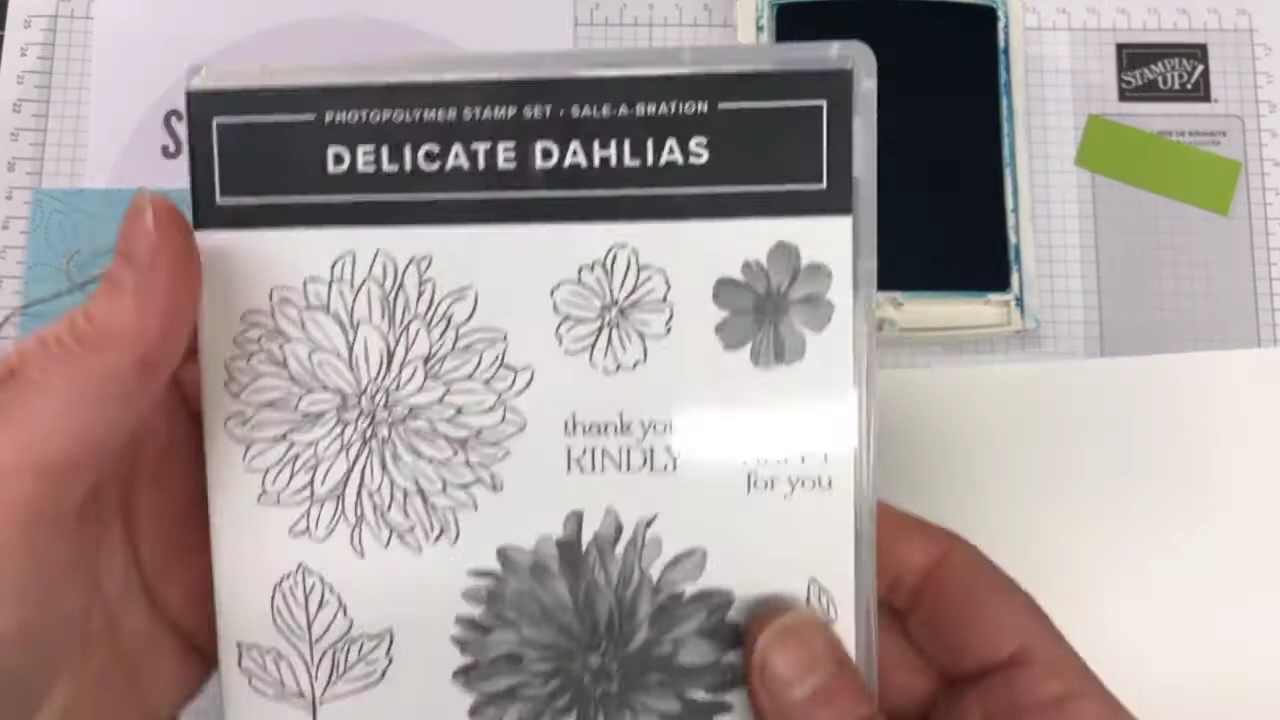 PHOTOPOLYMER STAMP SET / SALE-A-BRATION
DELICATE DAHLIAS
thank you
KINDLY
for you
STAMPIN' UP!
S